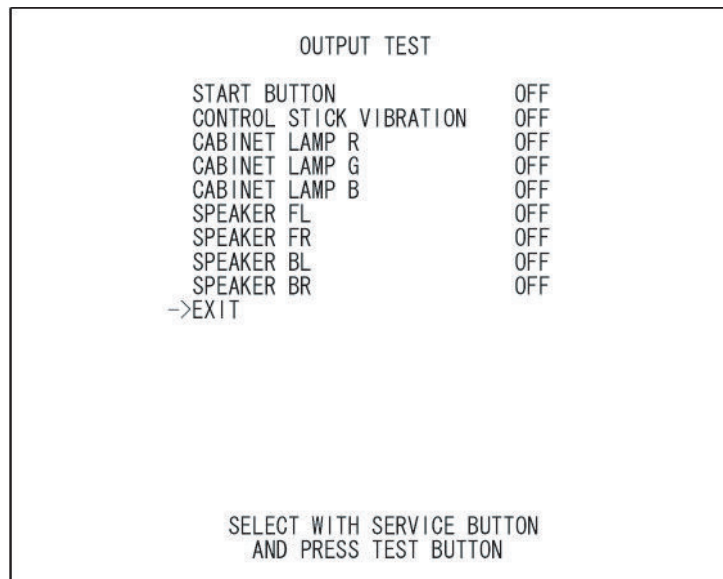 OUTPUT TEST
START BUTTON OFF
CONTROL STICK VIBRATION OFF
CABINET LAMP R OFF
CABINET LAMP G OFF
CABINET LAMP B OFF
SPEAKER FL OFF
SPEAKER FR OFF
SPEAKER BL OFF
SPEAKER BR OFF
->EXIT
SELECT WITH SERVICE BUTTON
AND PRESS TEST BUTTON